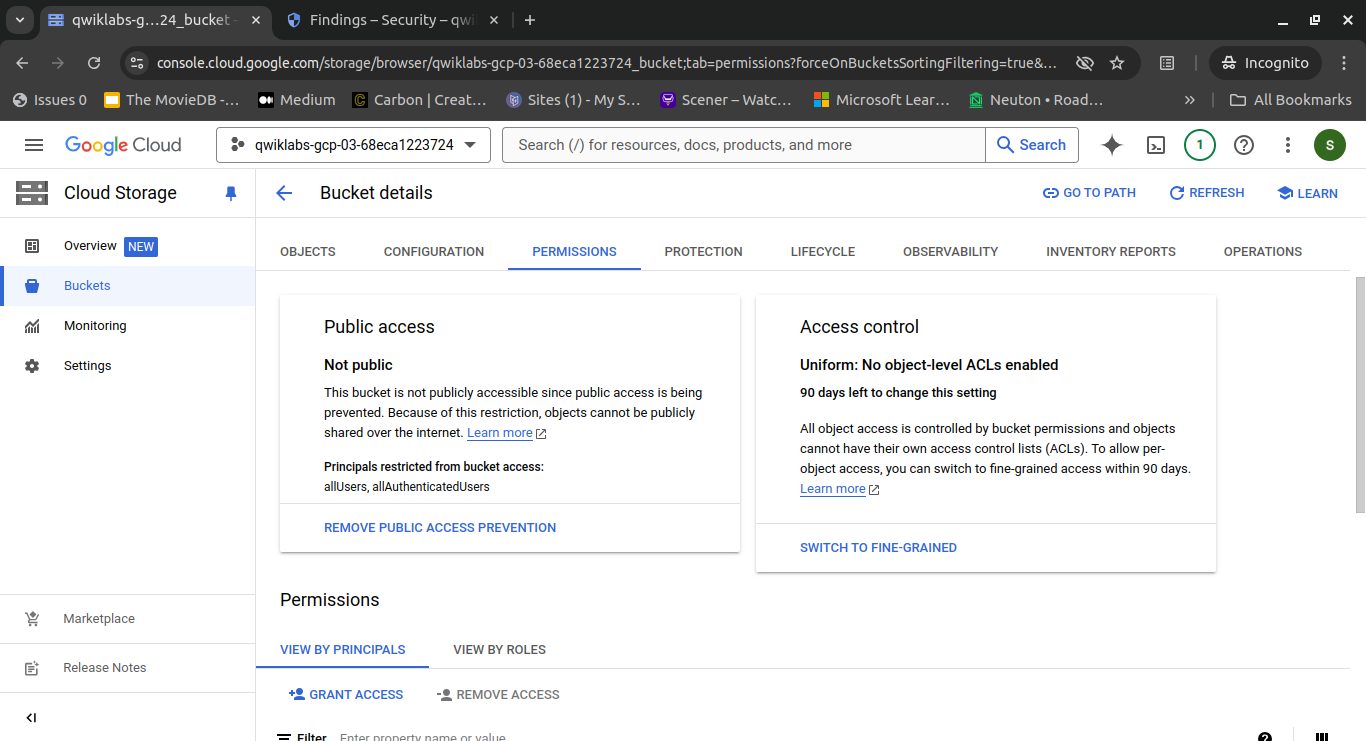 qwiklabs-g...24_bucket -
Findings – Security – qwi
console.cloud.google.com/storage/browser/qwiklabs-gcp-03-68eca1223724_bucket;tab=permissions?forceOnBucketsSortingFiltering=true&...
Incognito
Issues 0
The MovieDB -...
Medium
Carbon | Creat...
Sites (1) - My S...
Scener – Watc...
Microsoft Lear...
Neuton • Road...
»
All Bookmarks
Google Cloud
qwiklabs-gcp-03-68eca1223724
Search (/) for resources, docs, products, and more
Search
1
S
Cloud Storage
Bucket details
GO TO PATH
REFRESH
LEARN
Overview NEW
Buckets
Monitoring
Settings
Marketplace
Release Notes
OBJECTS
CONFIGURATION
PERMISSIONS
PROTECTION
LIFECYCLE
OBSERVABILITY
INVENTORY REPORTS
OPERATIONS
Public access
Not public
This bucket is not publicly accessible since public access is being
prevented. Because of this restriction, objects cannot be publicly
shared over the internet. Learn more
Principals restricted from bucket access:
allUsers, allAuthenticatedUsers
REMOVE PUBLIC ACCESS PREVENTION
Access control
Uniform: No object-level ACLs enabled
90 days left to change this setting
All object access is controlled by bucket permissions and objects
cannot have their own access control lists (ACLs). To allow per-
object access, you can switch to fine-grained access within 90 days.
Learn more
SWITCH TO FINE-GRAINED
Permissions
VIEW BY PRINCIPALS
VIEW BY ROLES
GRANT ACCESS
REMOVE ACCESS
Filter Enter property name or value